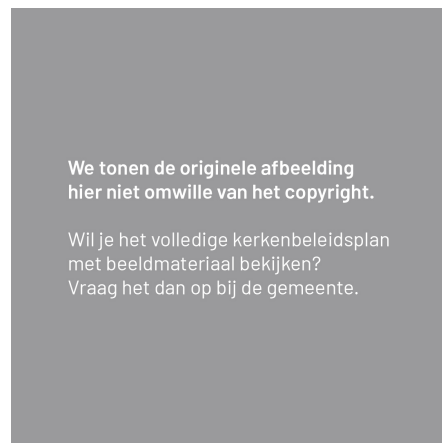 We tonen de originele afbeelding
hier niet omwille van het copyright.
Wil je het volledige kerkenbeleidsplan
met beeldmateriaal bekijken?
Vraag het dan op bij de gemeente.